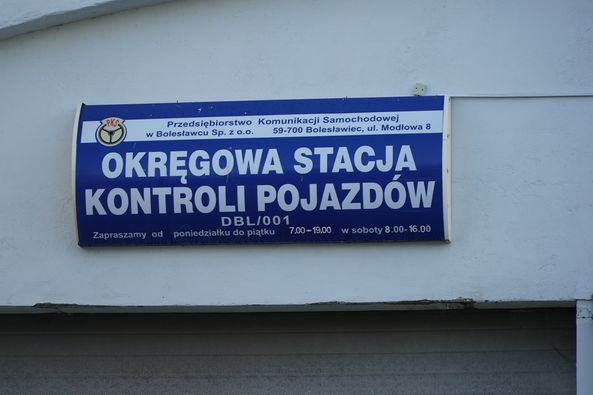 PKS
Przedsiębiorstwo Komunikacji Samochodowej
w Bolesławcu Sp. z o.o. 59-700 Bolesławiec, ul. Modłowa 8
OKRĘGOWA STACJA
KONTROLI POJAZDÓW
DBL/001
Zapraszamy od poniedziałku do piątku 7.00-19.00 w soboty 8.00-16.00